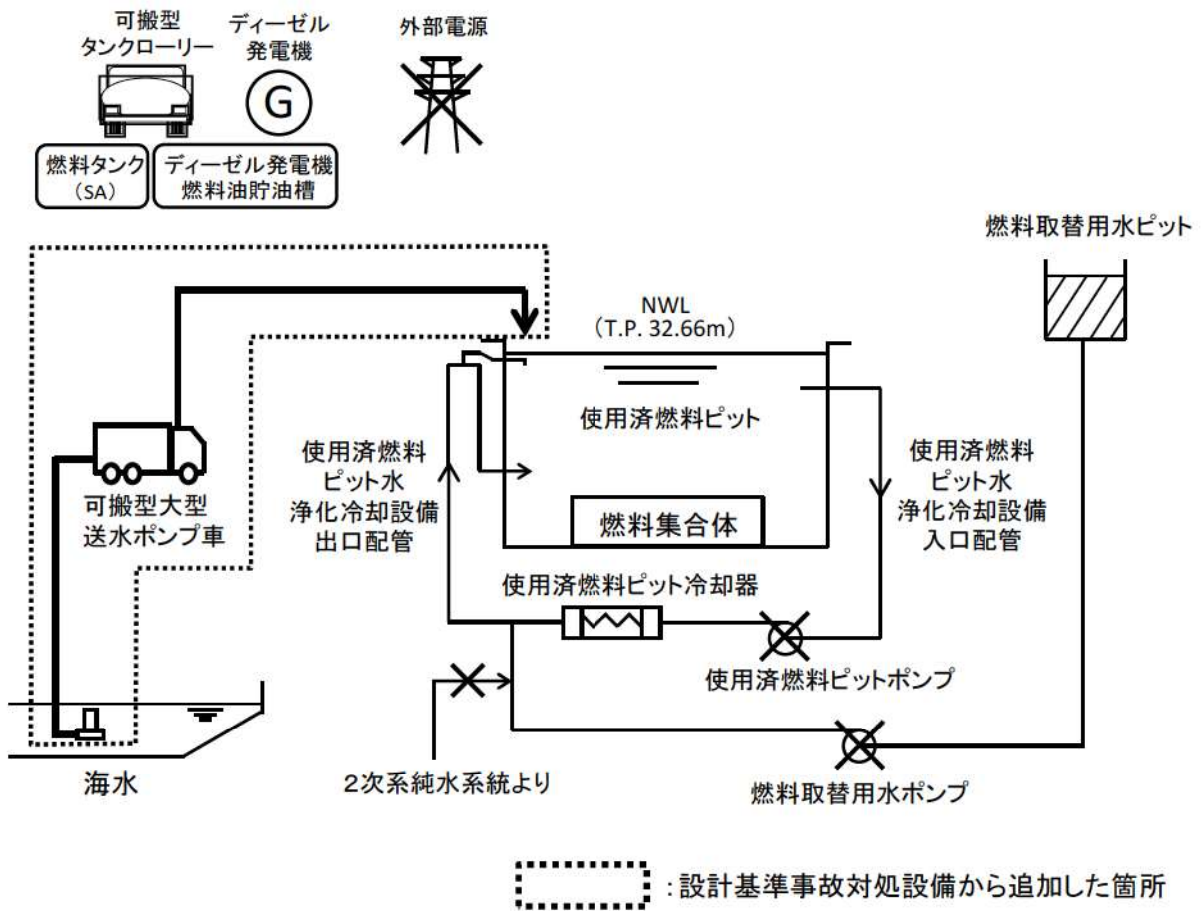 可搬型
タンクローリー
ディーゼル
発電機
外部電源
G
燃料タンク
（SA）
ディーゼル発電機
燃料油貯油槽
燃料取替用水ピット
NWL
（T.P. 32.66m）
使用済燃料ピット
使用済燃料
ピット水
浄化冷却設備
出口配管
使用済燃料
ピット水
浄化冷却設備
入口配管
可搬型大型
送水ポンプ車
燃料集合体
使用済燃料ピット冷却器
使用済燃料ピットポンプ
海水
2次系純水系統より
燃料取替用水ポンプ
：設計基準事故対処設備から追加した箇所